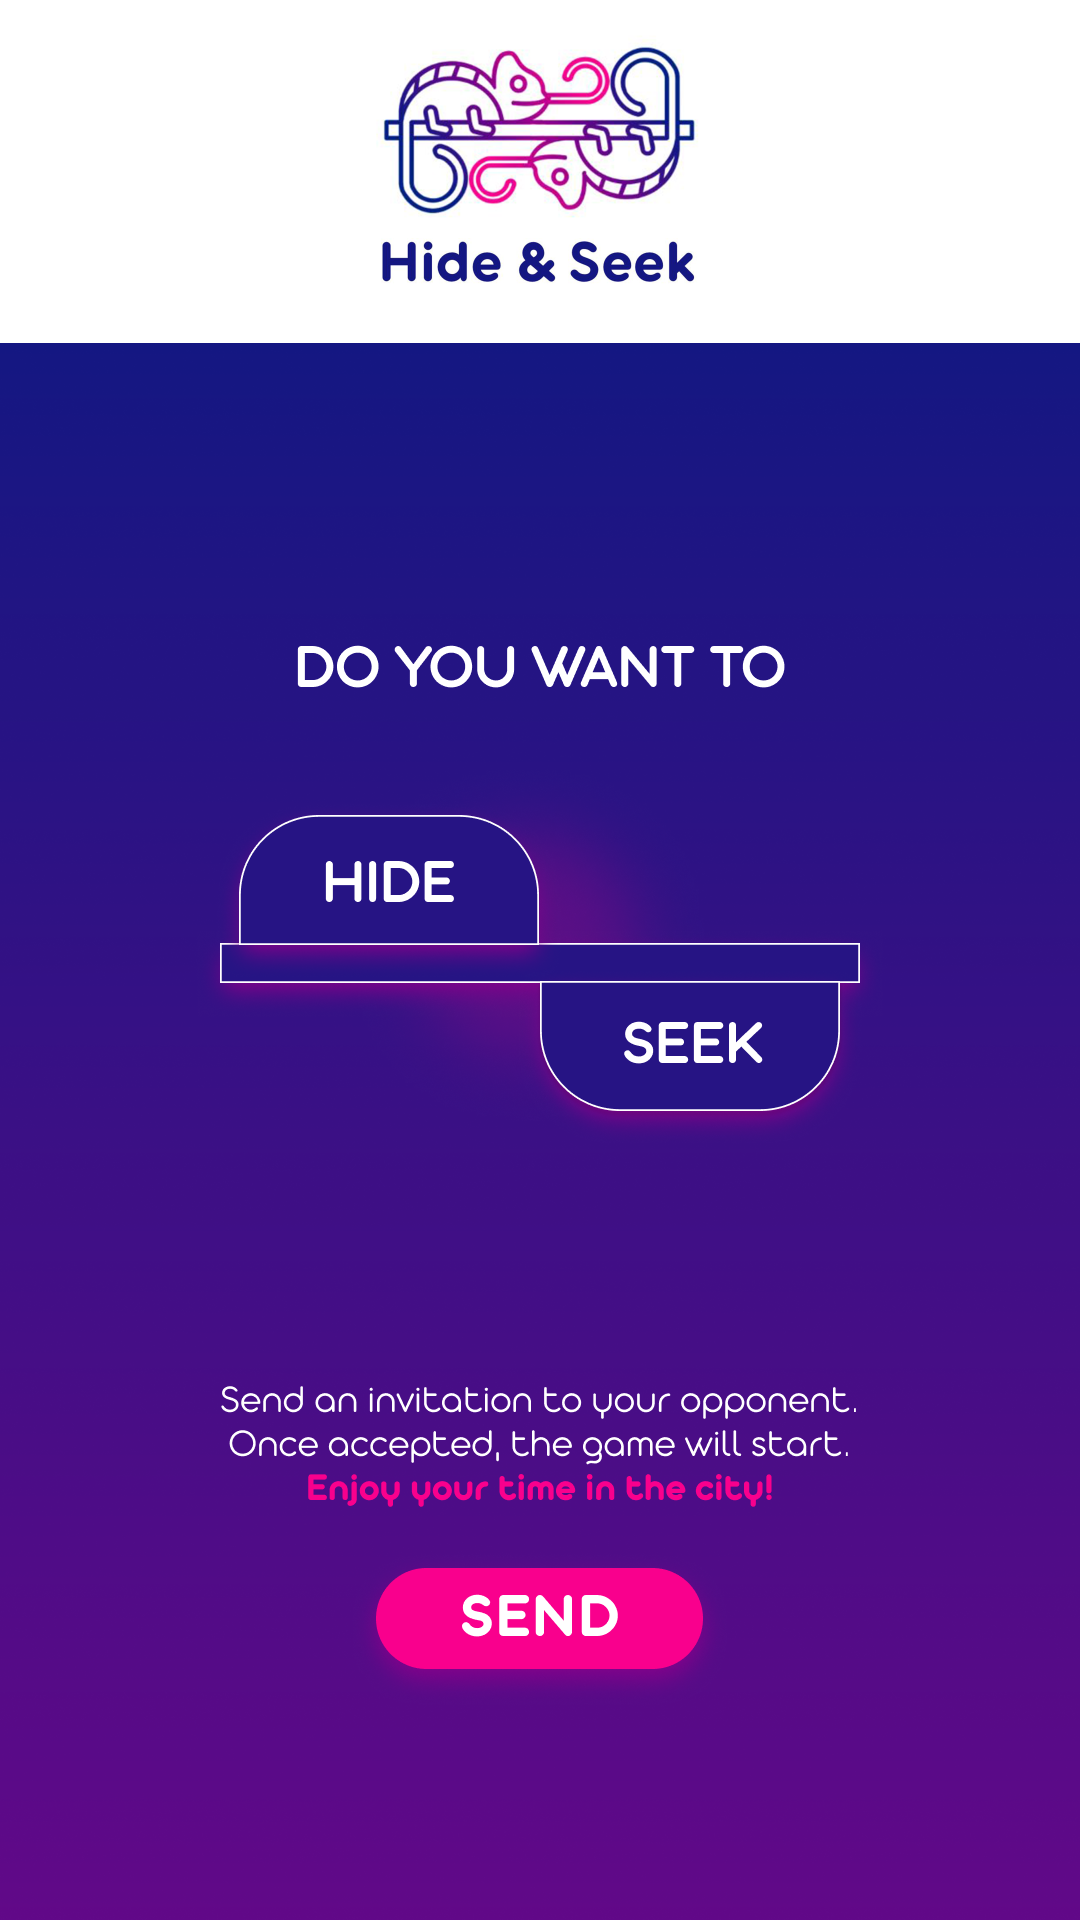 Hide & Seek
DO YOU WANT TO
HIDE
SEEK
Send an invitation to your opponent.
Once accepted, the game will start.
Enjoy your time in the city!
SEND